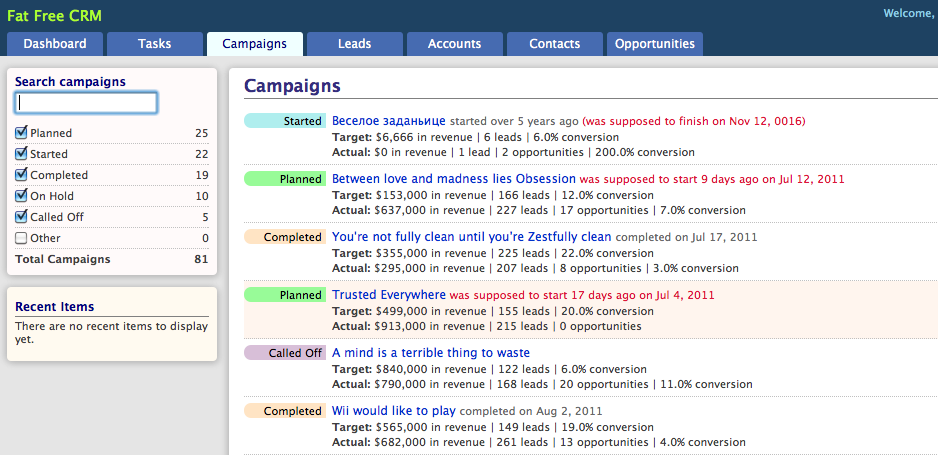 Fat Free CRM
Welcome,
Dashboard Tasks Campaigns Leads Accounts Contacts Opportunities
Search campaigns
Planned 25
Started 22
Completed 19
On Hold 10
Called Off 5
Other 0
Total Campaigns 81
Recent Items
There are no recent items to display
yet.
Campaigns
Started Веселое заданьице started over 5 years ago (was supposed to finish on Nov 12, 0016)
Target: $6,666 in revenue | 6 leads | 6.0% conversion
Actual: $0 in revenue | 1 lead | 2 opportunities | 200.0% conversion
Planned Between love and madness lies Obsession was supposed to start 9 days ago on Jul 12, 2011
Target: $153,000 in revenue | 166 leads | 12.0% conversion
Actual: $637,000 in revenue | 227 leads | 17 opportunities | 7.0% conversion
Completed You're not fully clean until you're Zestfully clean completed on Jul 17, 2011
Target: $355,000 in revenue | 225 leads | 22.0% conversion
Actual: $295,000 in revenue | 207 leads | 8 opportunities | 3.0% conversion
Planned Trusted Everywhere was supposed to start 17 days ago on Jul 4, 2011
Target: $499,000 in revenue | 155 leads | 20.0% conversion
Actual: $913,000 in revenue | 215 leads | 0 opportunities
Called Off A mind is a terrible thing to waste
Target: $840,000 in revenue | 122 leads | 6.0% conversion
Actual: $790,000 in revenue | 168 leads | 20 opportunities | 11.0% conversion
Completed Wii would like to play completed on Aug 2, 2011
Target: $565,000 in revenue | 149 leads | 19.0% conversion
Actual: $682,000 in revenue | 261 leads | 13 opportunities | 4.0% conversion